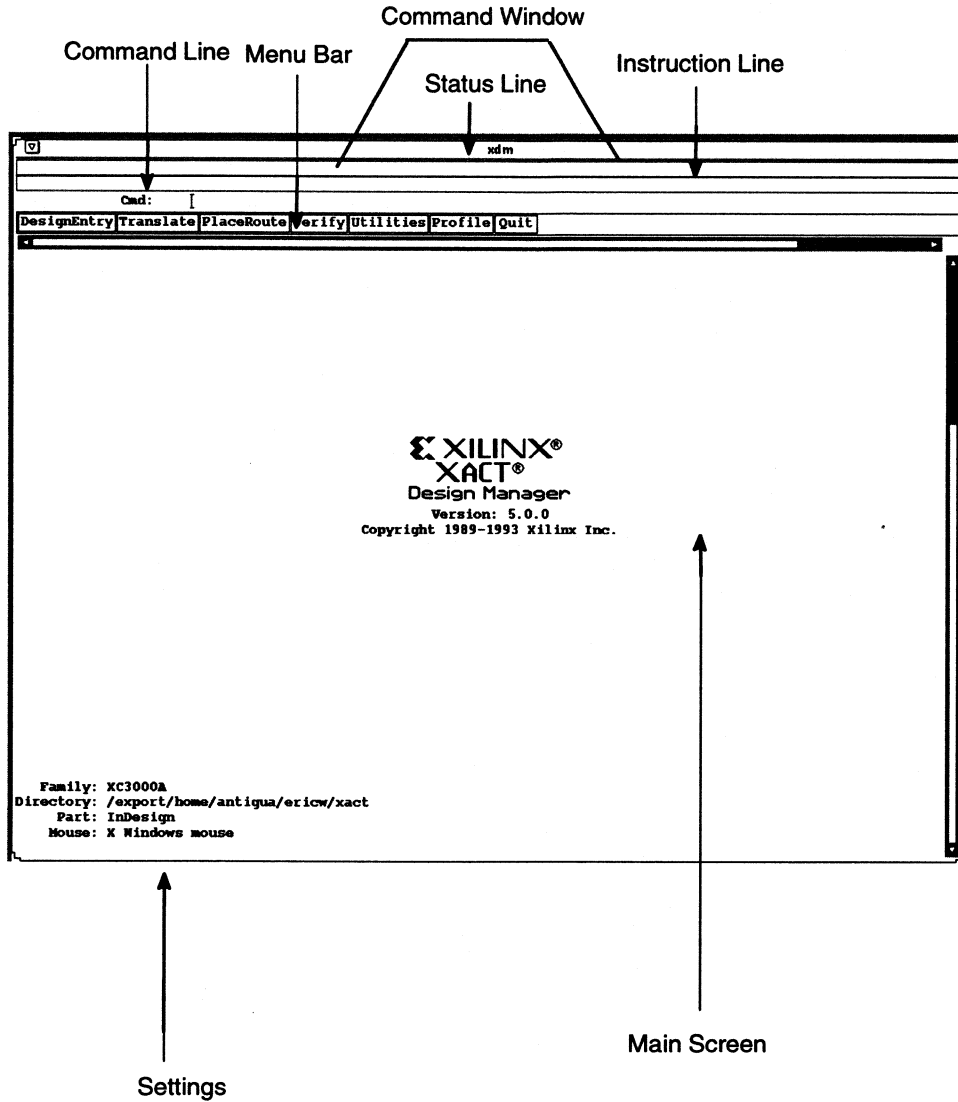 Command Window
Command Line Menu Bar
Status Line
Instruction Line
xdm
Cmd:
DesignEntry Translate PlaceRoute Verify Utilities Profile Quit
XILINX®
XACT®
Design Manager
Version: 5.0.0
Copyright 1989-1993 Xilinx Inc.
Family: XC3000A
Directory: /export/home/antigua/ericw/xact
Part: InDesign
Mouse: X Windows mouse
Main Screen
Settings